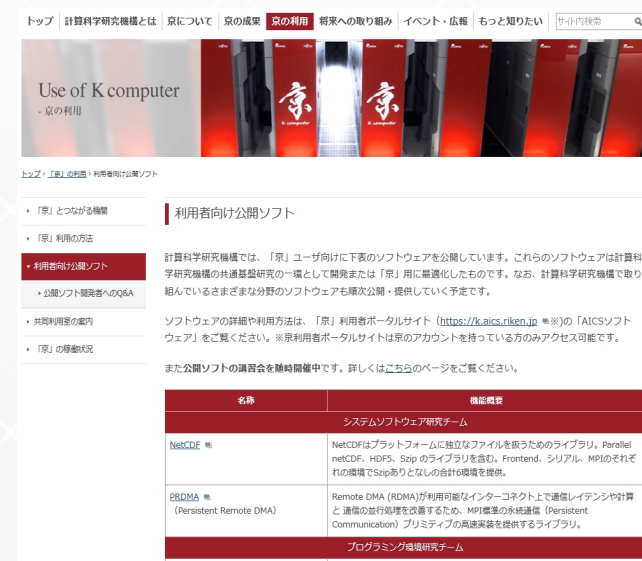 トップ 計算科学研究機構とは 京について 京の成果 京の利用 将来への取り組み イベント・広報 もっと知りたい サイト内検索
Use of K computer
- 京の利用
京
K computer
京
K computer
トップ › 「京」の利用 › 利用者向け公開ソフト
「京」とつながる機関
「京」利用の方法
利用者向け公開ソフト
公開ソフト開発者へのQ&A
共同利用室の案内
「京」の稼働状況
利用者向け公開ソフト
計算科学研究機構では、「京」ユーザ向けに下表のソフトウェアを公開しています。これらのソフトウェアは計算科
学研究機構の共通基盤研究の一環として開発または「京」用に最適化したものです。なお、計算科学研究機構で取り
組んでいるさまざまな分野のソフトウェアも順次公開・提供していく予定です。
ソフトウェアの詳細や利用方法は、「京」利用者ポータルサイト（https://k.aics.riken.jp ※)の「AICSソフト
ウェア」をご覧ください。※京利用者ポータルサイトは京のアカウントを持っている方のみアクセス可能です。
また公開ソフトの講習会を随時開催中です。詳しくはこちらのページをご覧ください。
名称 機能概要
システムソフトウェア研究チーム
NetCDF NetCDFはプラットフォームに独立なファイルを扱うためのライブラリ。Parallel
netCDF、HDF5、Szip のライブラリを含む。Frontend、シリアル、MPIのそれぞ
れの環境でSzipありとなしの合計6環境を提供。
PRDMA Remote DMA (RDMA)が利用可能なインターコネクト上で通信レイテンシや計算
（Persistent Remote DMA） と 通信の並行処理を改善するため、MPI標準の永続通信（Persistent
Communication）プリミティブの高速実装を提供するライブラリ。
プログラミング環境研究チーム